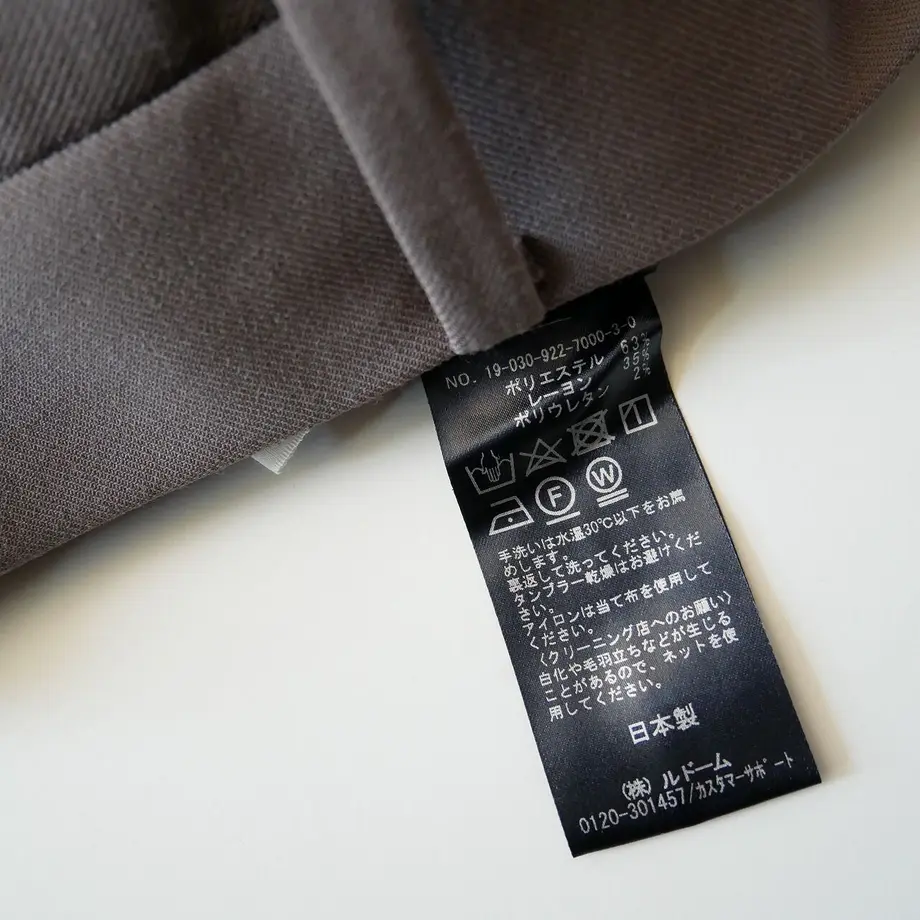 NO. 19-030-922-7000-3-0
ポリエステル 63%
レーヨン 35%
ポリウレタン 2%
F W
手洗いは水温30℃以下をお薦
めします。
裏返して洗ってください。
タンブラー乾燥はお避けくだ
さい。
アイロンは当て布を使用して
ください。
〈クリーニング店へのお願い〉
白化や毛羽立ちなどが生じる
ことがあるので、ネットを使
用してください。
日本製
(株) ルドーム
0120-301457/カスタマーサポート